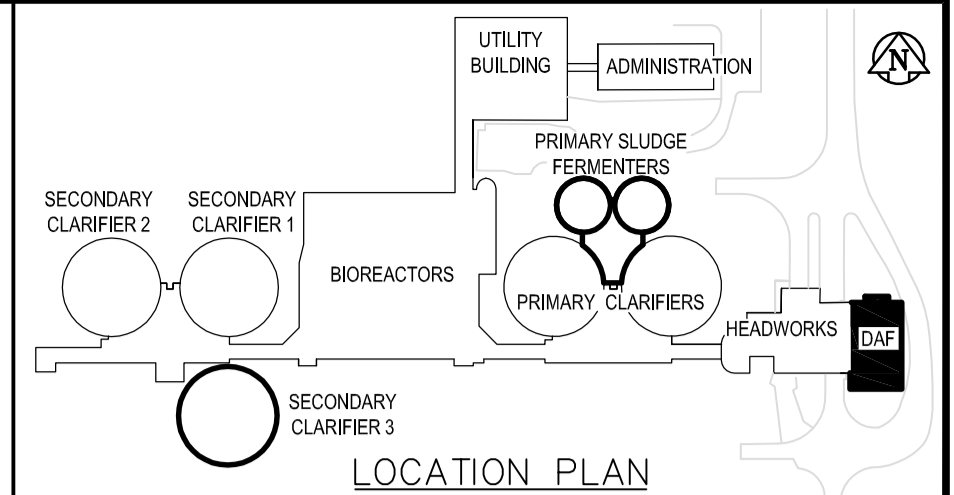 UTILITY
BUILDING
ADMINISTRATION
N
PRIMARY SLUDGE
FERMENTERS
SECONDARY
CLARIFIER 2
SECONDARY
CLARIFIER 1
BIOREACTORS
PRIMARY CLARIFIERS
HEADWORKS
DAF
SECONDARY
CLARIFIER 3
LOCATION PLAN